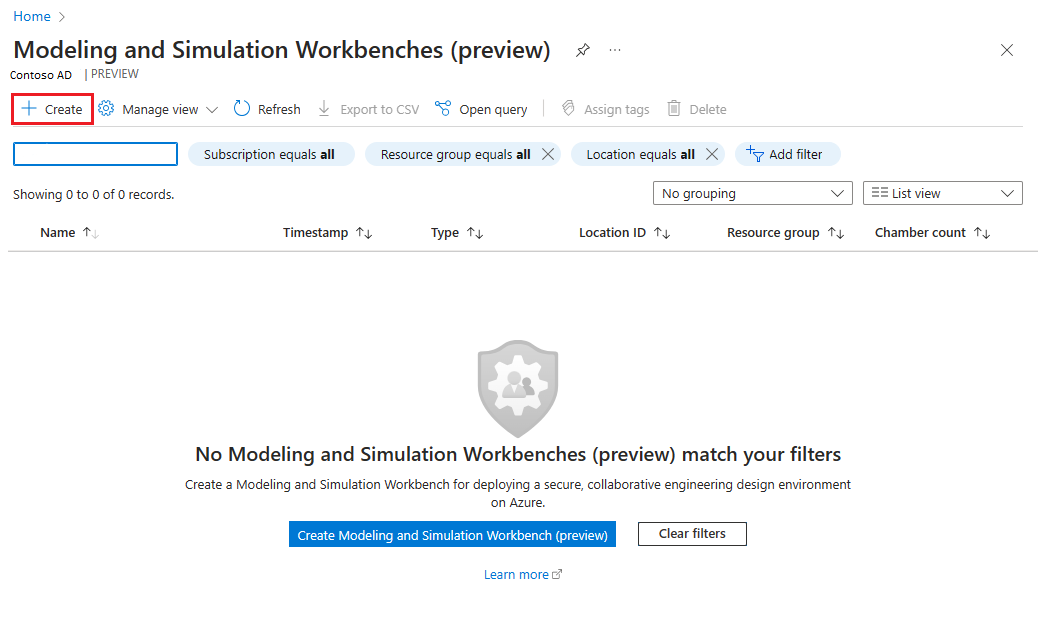 Home
Modeling and Simulation Workbenches (preview) ...
Contoso AD | PREVIEW
Create Manage view Refresh Export to CSV Open query Assign tags Delete
Subscription equals all Resource group equals all Location equals all Add filter
Showing 0 to 0 of 0 records. No grouping List view
Name Timestamp Type Location ID Resource group Chamber count
No Modeling and Simulation Workbenches (preview) match your filters
Create a Modeling and Simulation Workbench for deploying a secure, collaborative engineering design environment
on Azure.
Create Modeling and Simulation Workbench (preview) Clear filters
Learn more